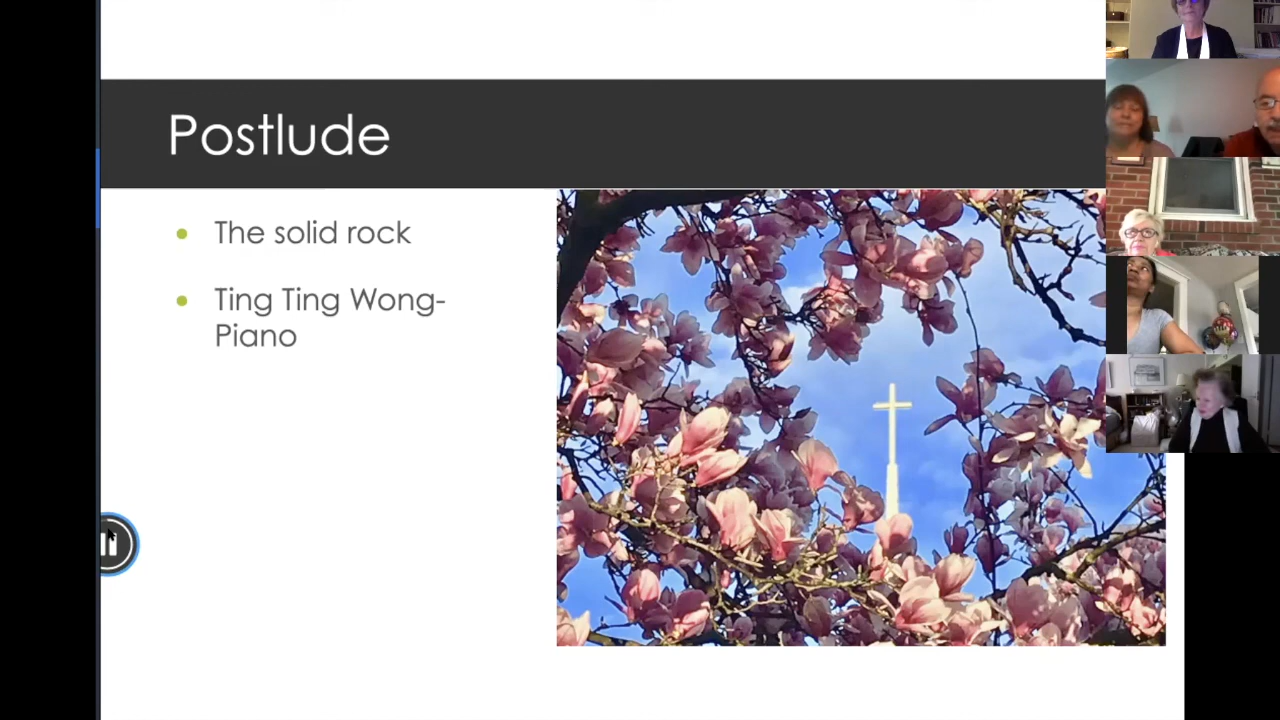 Postlude
The solid rock
Ting Ting Wong-
Piano